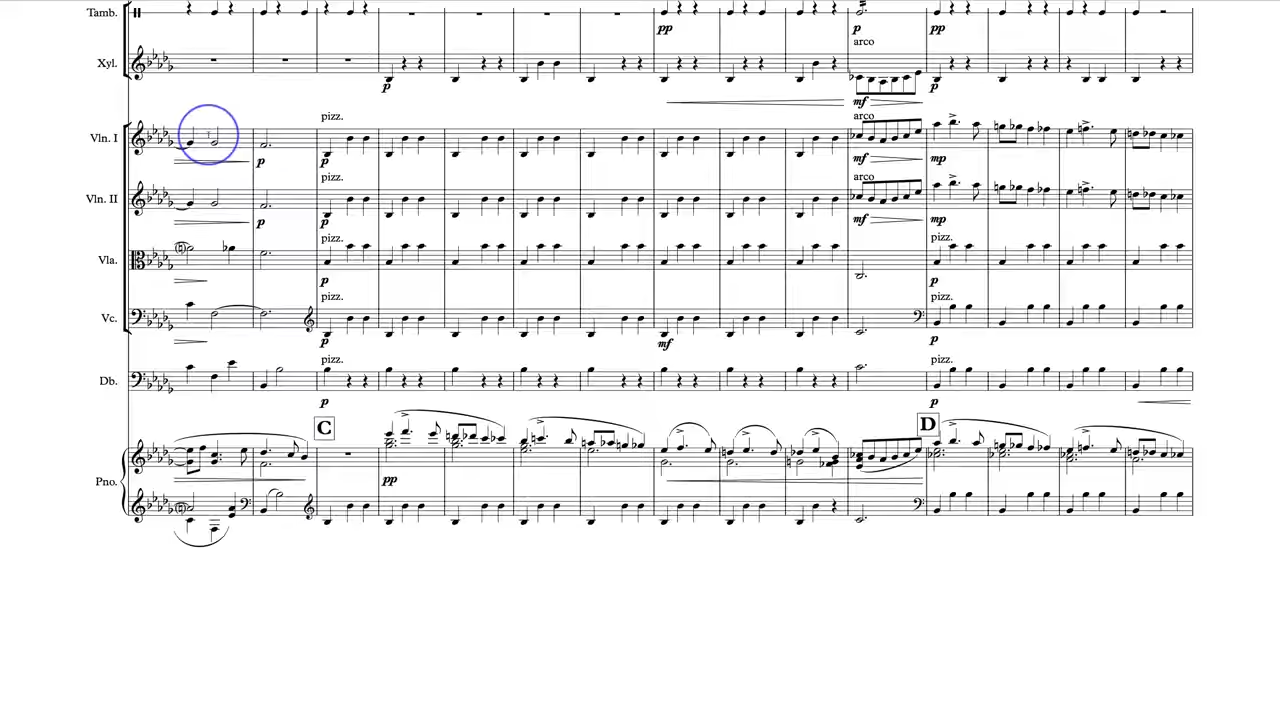 Tamb.
pp p pp
arco
Xyl.
p mf p
pizz. arco
Vln. I
p p mf mp
pizz. arco
Vln. II
p p mf mp
pizz. pizz.
Vla.
p p
pizz. pizz.
Vc.
p mf p
pizz. pizz.
Db.
p p
C D
Pno.
pp